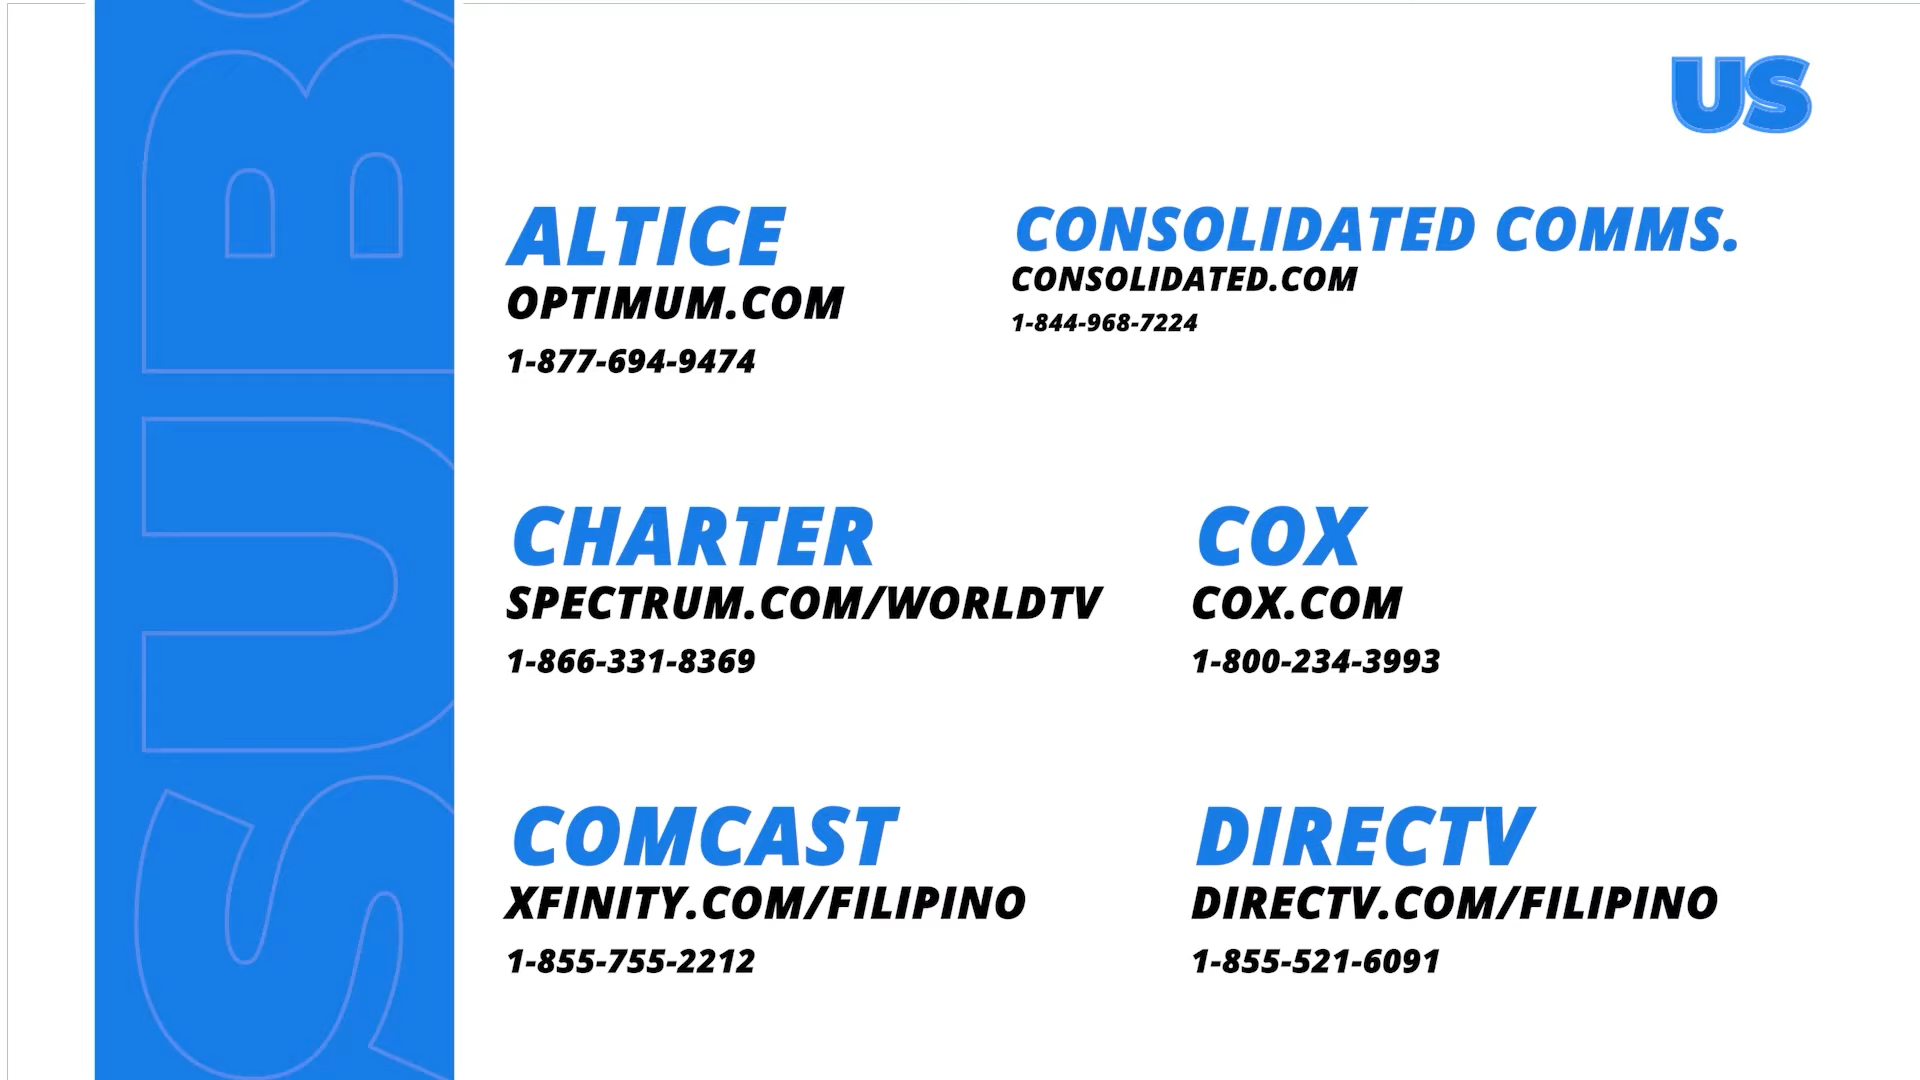 US
ALTICE
OPTIMUM.COM
1-877-694-9474
CONSOLIDATED COMMS.
CONSOLIDATED.COM
1-844-968-7224
CHARTER
SPECTRUM.COM/WORLDTV
1-866-331-8369
COX
COX.COM
1-800-234-3993
COMCAST
XFINITY.COM/FILIPINO
1-855-755-2212
DIRECTV
DIRECTV.COM/FILIPINO
1-855-521-6091
SUB